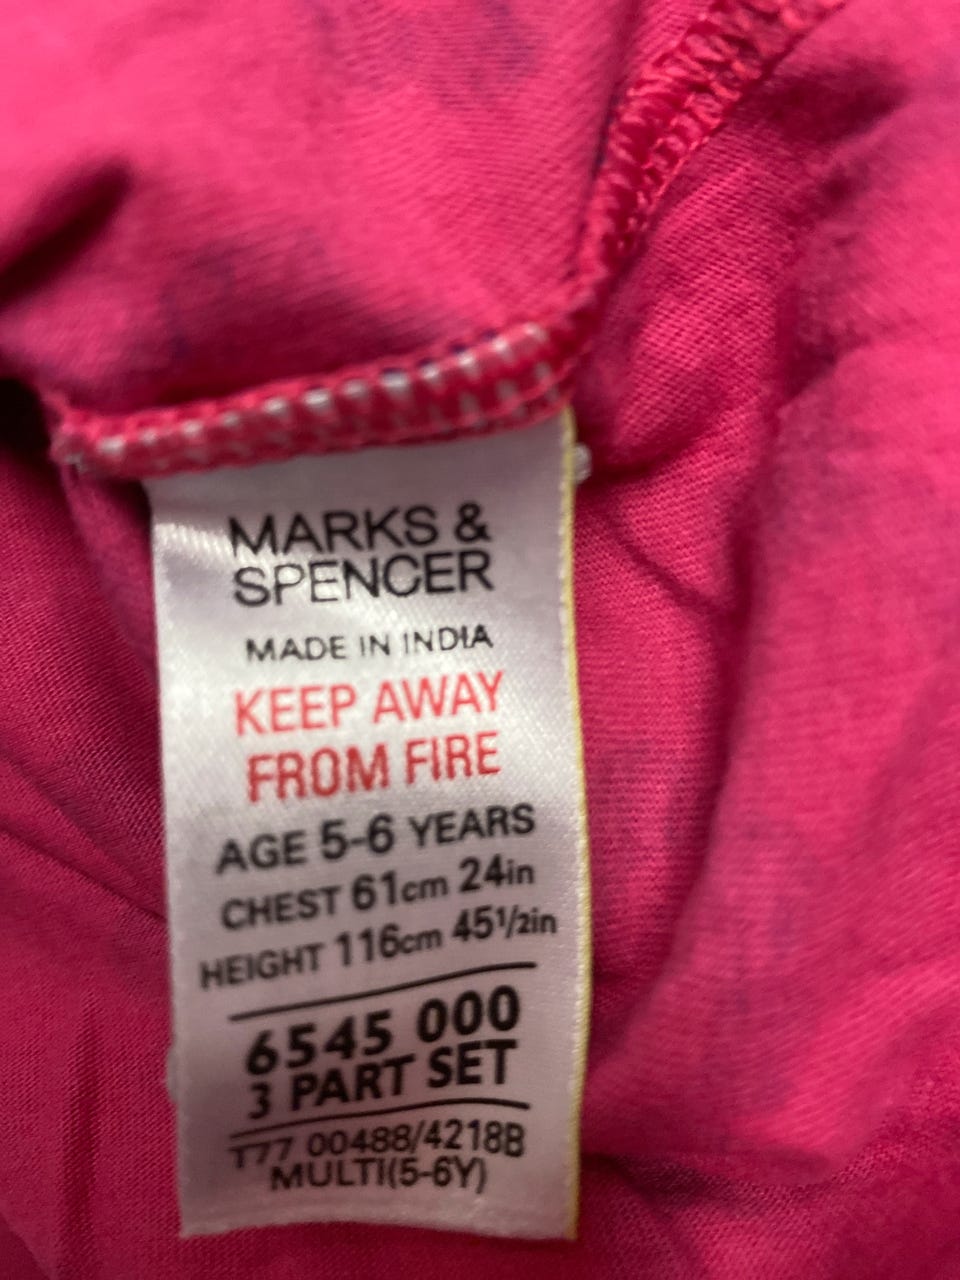 MARKS &
SPENCER
MADE IN INDIA
KEEP AWAY
FROM FIRE
AGE 5-6 YEARS
CHEST 61cm 24in
HEIGHT 116cm 45½in
6545 000
3 PART SET
T77 00488/4218B
MULTI(5-6Y)